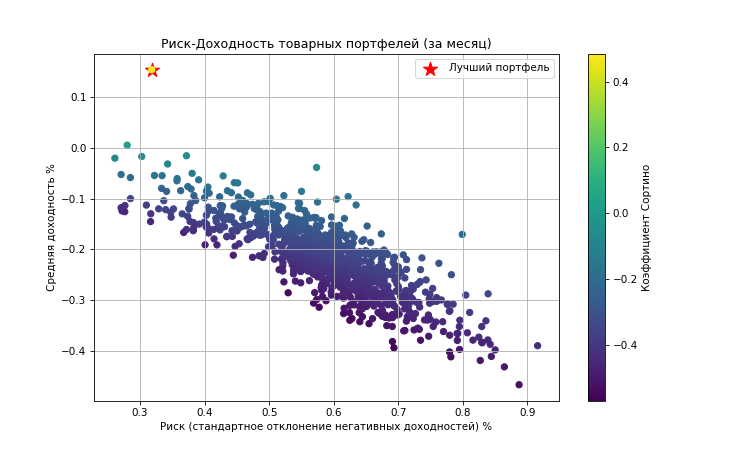 Риск-Доходность товарных портфелей (за месяц)
Лучший портфель
Средняя доходность %
0.1
0.0
−0.1
−0.2
−0.3
−0.4
0.3 0.4 0.5 0.6 0.7 0.8 0.9
Риск (стандартное отклонение негативных доходностей) %
0.4
0.2
0.0
−0.2
−0.4
Коэффициент Сортино